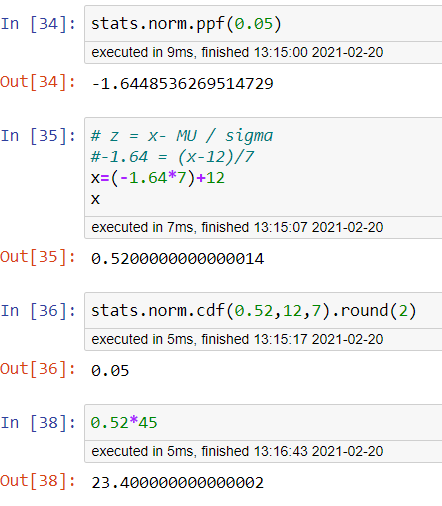 In [34]: stats.norm.ppf(0.05)
executed in 9ms, finished 13:15:00 2021-02-20
Out[34]: -1.6448536269514729
In [35]: # z = x- MU / sigma
#-1.64 = (x-12)/7
x=(-1.64*7)+12
x
executed in 7ms, finished 13:15:07 2021-02-20
Out[35]: 0.5200000000000014
In [36]: stats.norm.cdf(0.52,12,7).round(2)
executed in 5ms, finished 13:15:17 2021-02-20
Out[36]: 0.05
In [38]: 0.52*45
executed in 5ms, finished 13:16:43 2021-02-20
Out[38]: 23.400000000000002